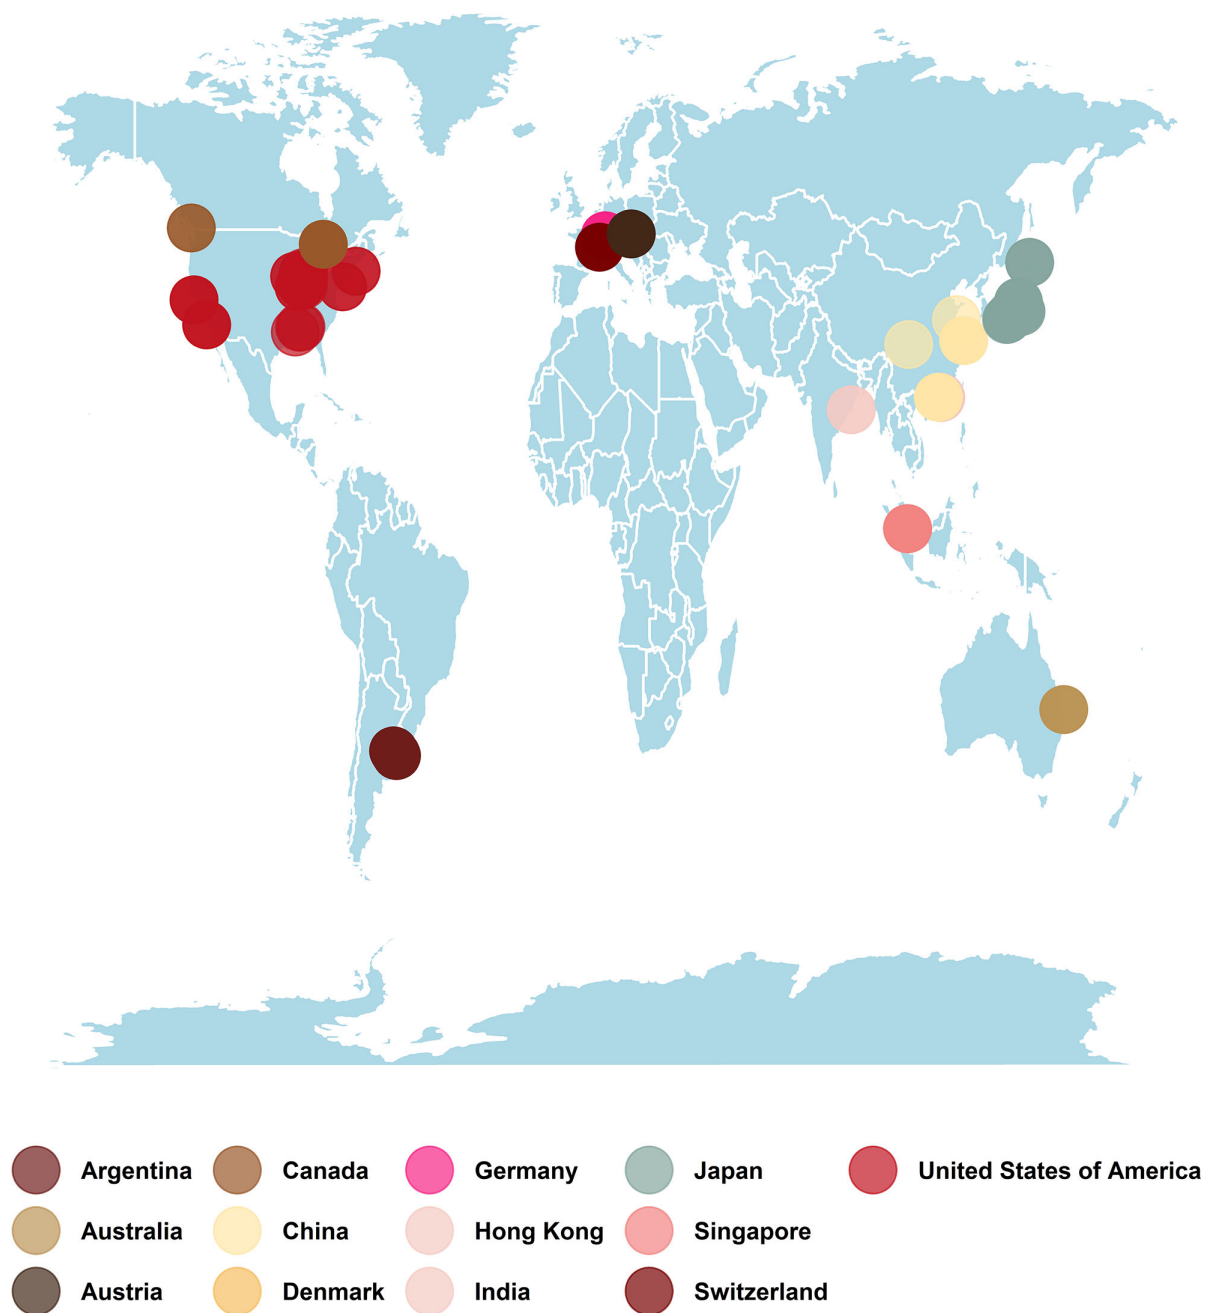 Argentina Canada Germany Japan United States of America
Australia China Hong Kong Singapore
Austria Denmark India Switzerland